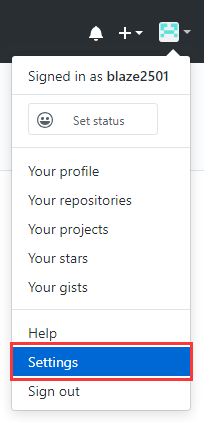 Signed in as blaze2501
Set status
Your profile
Your repositories
Your projects
Your stars
Your gists
Help
Settings
Sign out